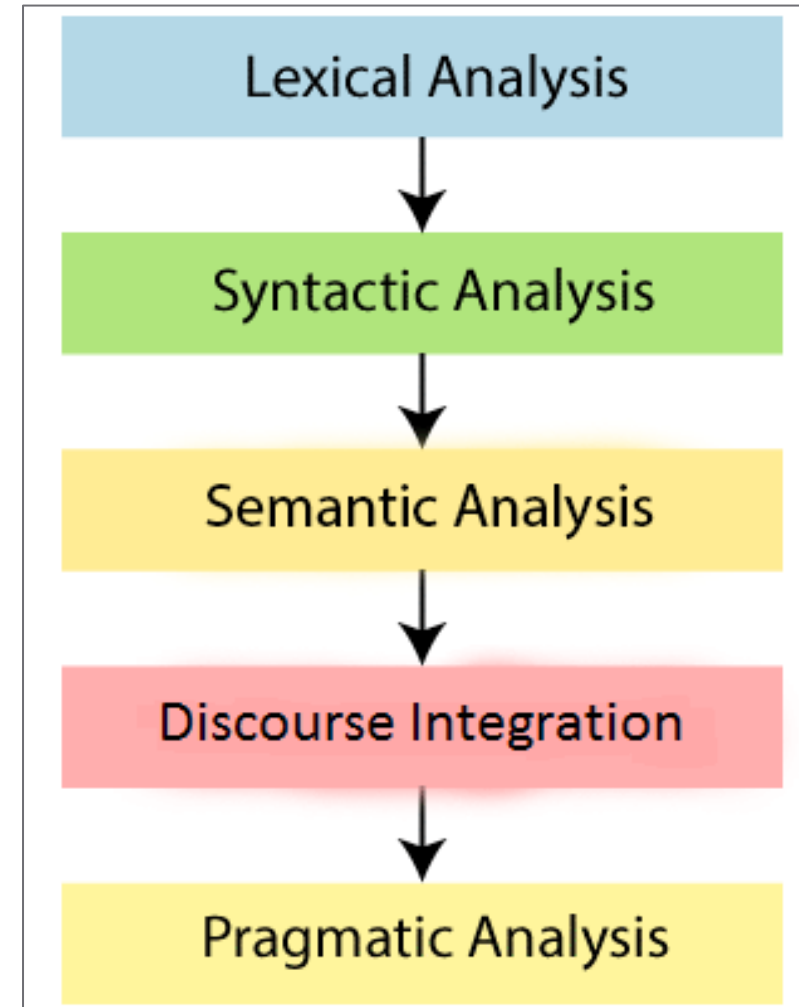 Lexical Analysis
Syntactic Analysis
Semantic Analysis
Discourse Integration
Pragmatic Analysis